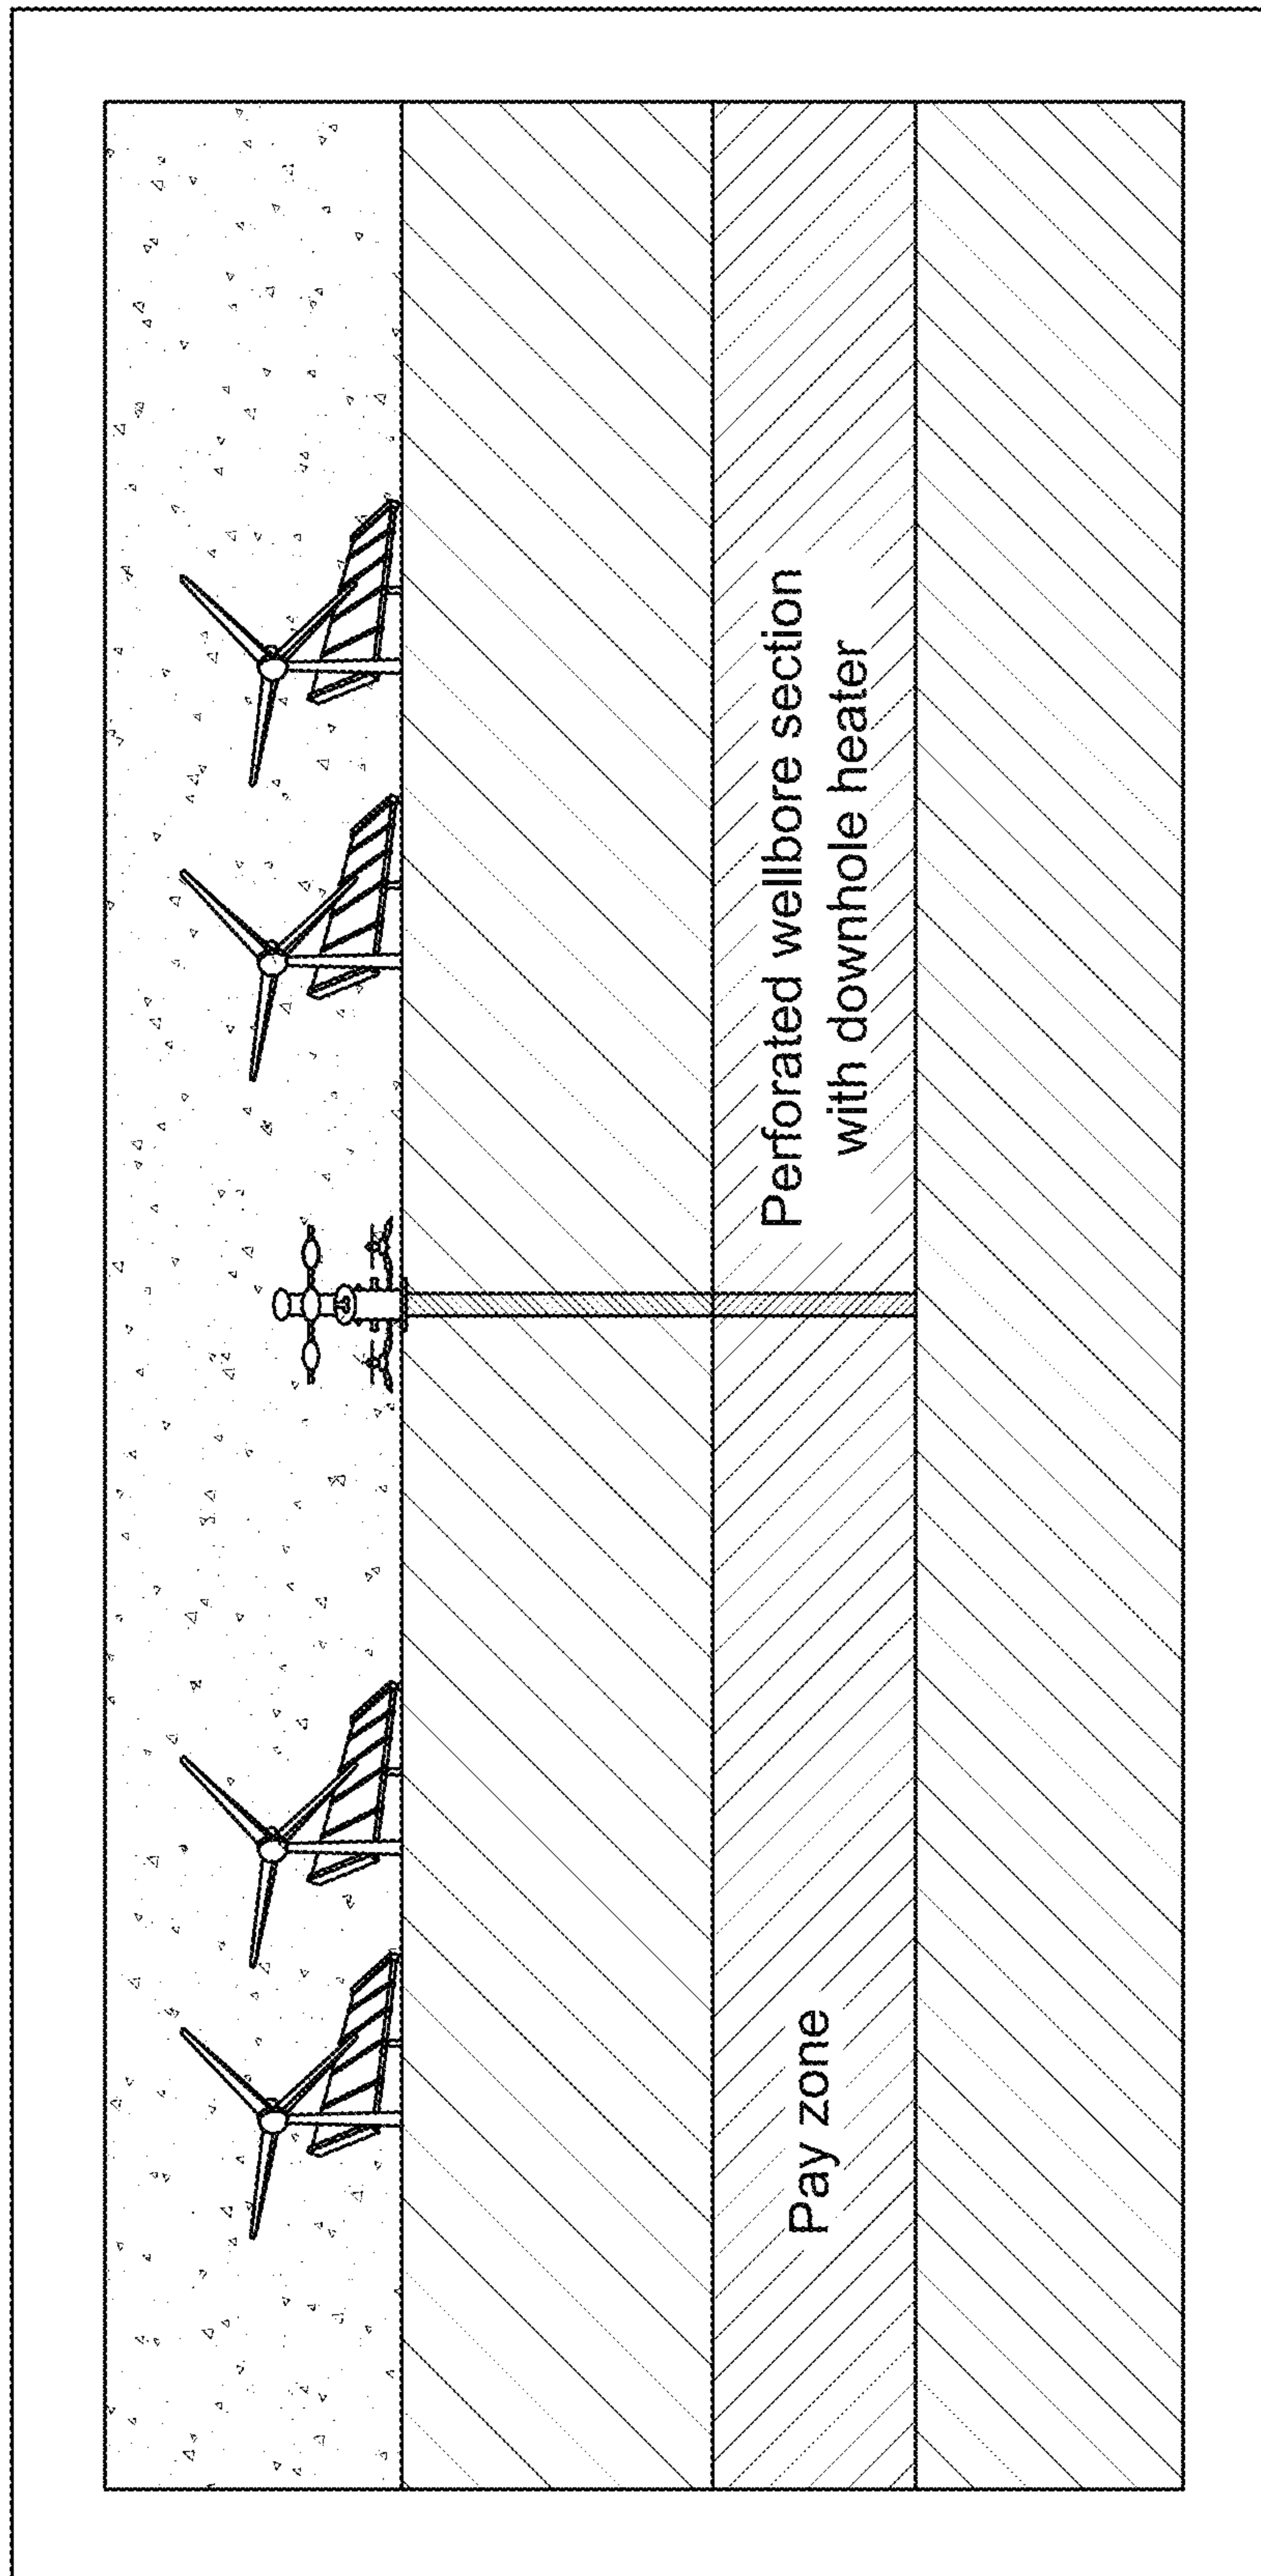 Pay zone
Perforated wellbore section
with downhole heater